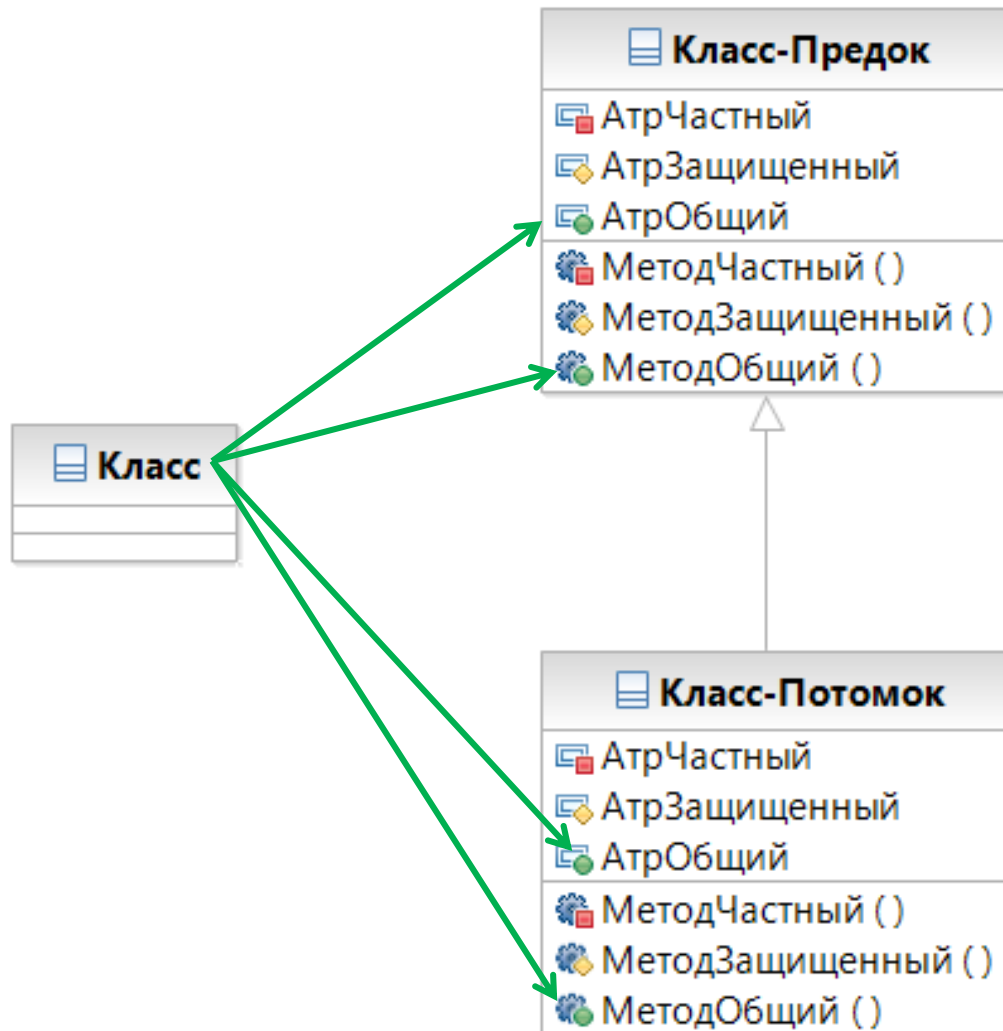 Класс-Предок
АтрЧастный
АтрЗащищенный
АтрОбщий
МетодЧастный ( )
МетодЗащищенный ( )
МетодОбщий ( )
Класс
Класс-Потомок
АтрЧастный
АтрЗащищенный
АтрОбщий
МетодЧастный ( )
МетодЗащищенный ( )
МетодОбщий ( )